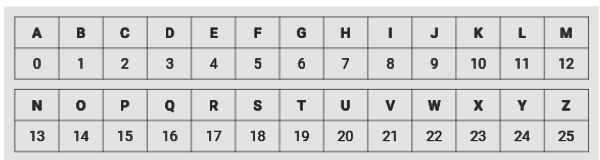 A B C D E F G H I J K L M
0 1 2 3 4 5 6 7 8 9 10 11 12
N O P Q R S T U V W X Y Z
13 14 15 16 17 18 19 20 21 22 23 24 25